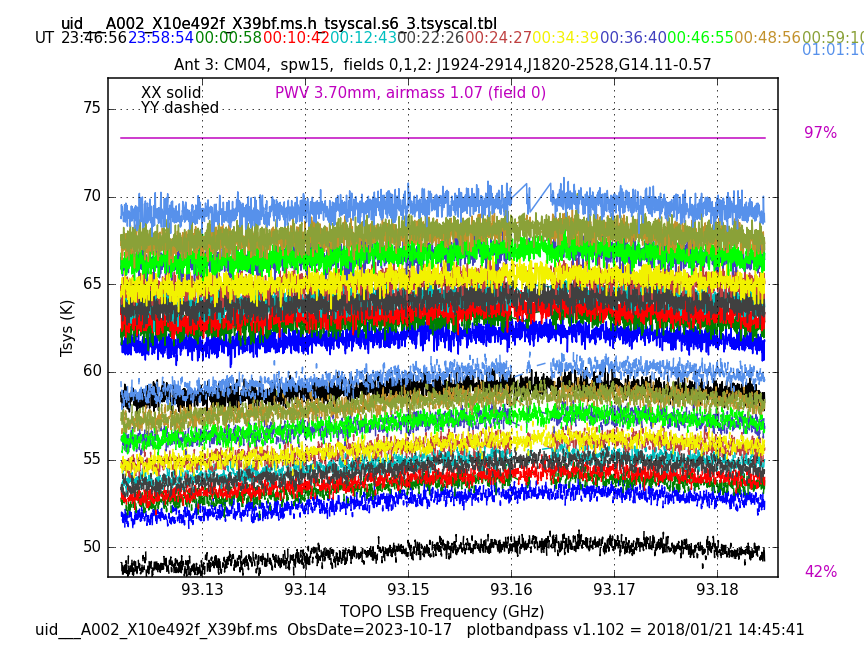 uid___A002_X10e492f_X39bf.ms.h_tsyscal.s6_3.tsyscal.tbl
UT 23:46:56 23:58:54 00:00:58 00:10:42 00:12:43 00:22:26 00:24:27 00:34:39 00:36:40 00:46:55 00:48:56 00:59:10
01:01:10
Ant 3: CM04,  spw15,  fields 0,1,2: J1924-2914,J1820-2528,G14.11-0.57
XX solid
PWV 3.70mm, airmass 1.07 (field 0)
YY dashed
75
97%
70
65
60
55
50
Tsys (K)
42%
93.13 93.14 93.15 93.16 93.17 93.18
TOPO LSB Frequency (GHz)
uid___A002_X10e492f_X39bf.ms  ObsDate=2023-10-17   plotbandpass v1.102 = 2018/01/21 14:45:41